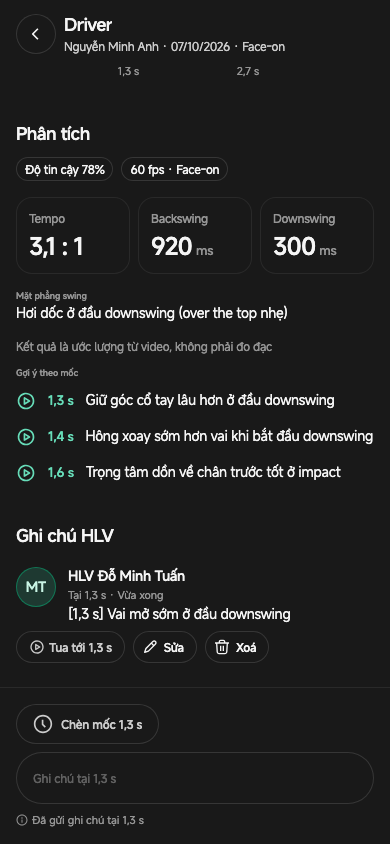 Driver
Nguyễn Minh Anh · 07/10/2026 · Face-on
1,3 s 2,7 s
Phân tích
Độ tin cậy 78% 60 fps · Face-on
Tempo Backswing Downswing
3,1 : 1 920 ms 300 ms
Mặt phẳng swing
Hơi dốc ở đầu downswing (over the top nhẹ)
Kết quả là ước lượng từ video, không phải đo đạc
Gợi ý theo mốc
1,3 s Giữ góc cổ tay lâu hơn ở đầu downswing
1,4 s Hông xoay sớm hơn vai khi bắt đầu downswing
1,6 s Trọng tâm dồn về chân trước tốt ở impact
Ghi chú HLV
MT HLV Đỗ Minh Tuấn
Tại 1,3 s · Vừa xong
[1,3 s] Vai mở sớm ở đầu downswing
Tua tới 1,3 s Sửa Xoá
Chèn mốc 1,3 s
Ghi chú tại 1,3 s
Đã gửi ghi chú tại 1,3 s